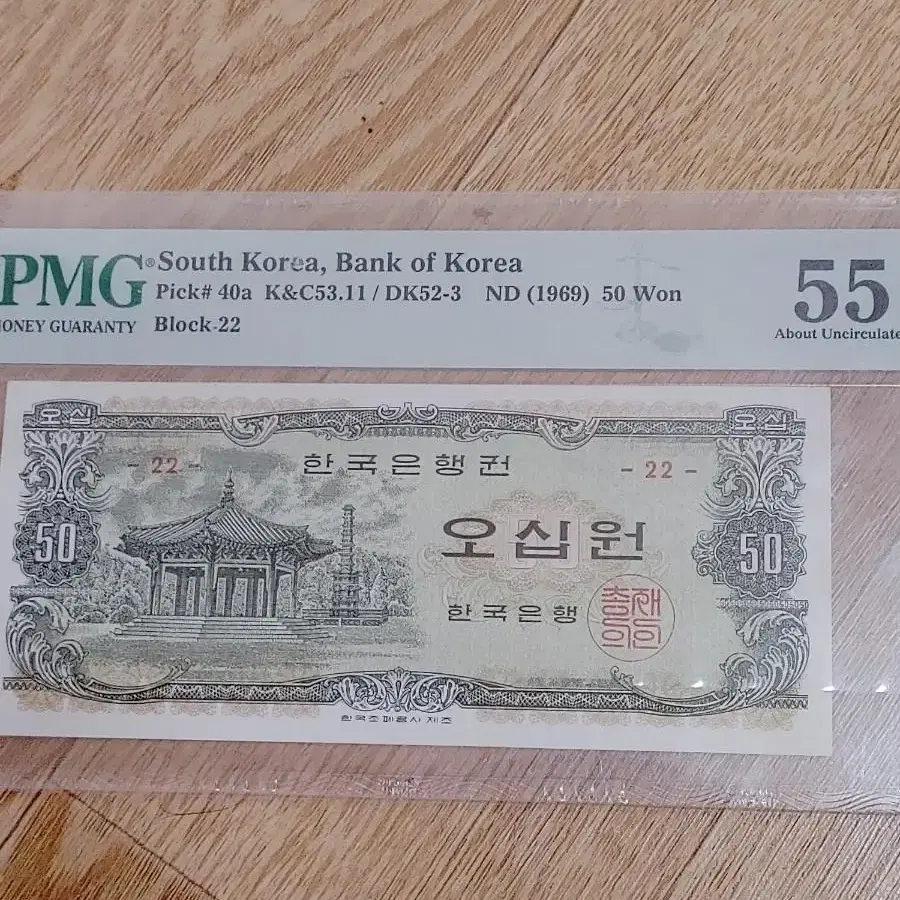 PMG® South Korea, Bank of Korea
Pick# 40a K&C53.11 / DK52-3 ND (1969) 50 Won
MONEY GUARANTY Block-22
55
About Uncirculated
오십 오십
- 22 - 한국은행권 - 22 -
50 오십원 50
한국은행 총재의인
한국조폐공사 제조